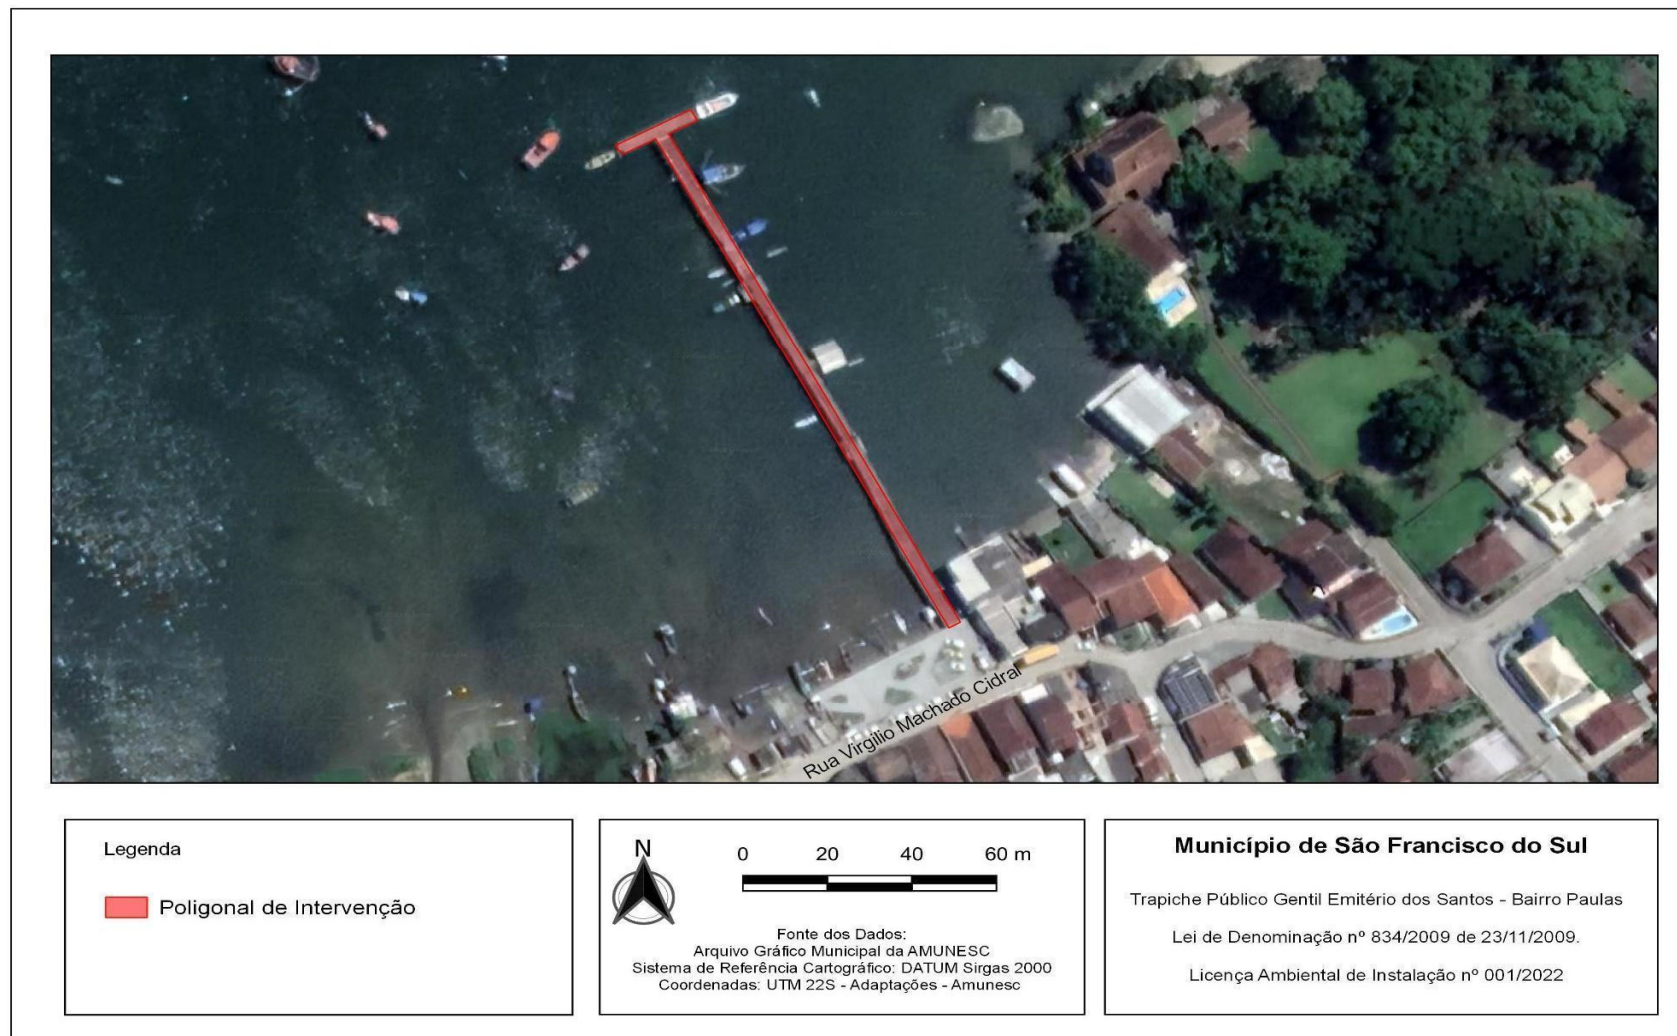 Rua Virgílio Machado Cidral
Legenda
Poligonal de Intervenção
N
0 20 40 60 m
Fonte dos Dados:
Arquivo Gráfico Municipal da AMUNESC
Sistema de Referência Cartográfico: DATUM Sirgas 2000
Coordenadas: UTM 22S - Adaptações - Amunesc
Município de São Francisco do Sul
Trapiche Público Gentil Emitério dos Santos - Bairro Paulas
Lei de Denominação nº 834/2009 de 23/11/2009.
Licença Ambiental de Instalação nº 001/2022